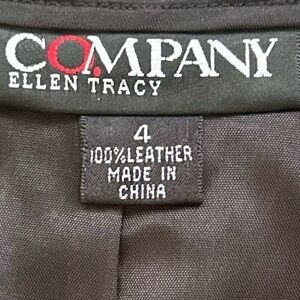 COMPANY
ELLEN TRACY
4
100%LEATHER
MADE IN
CHINA